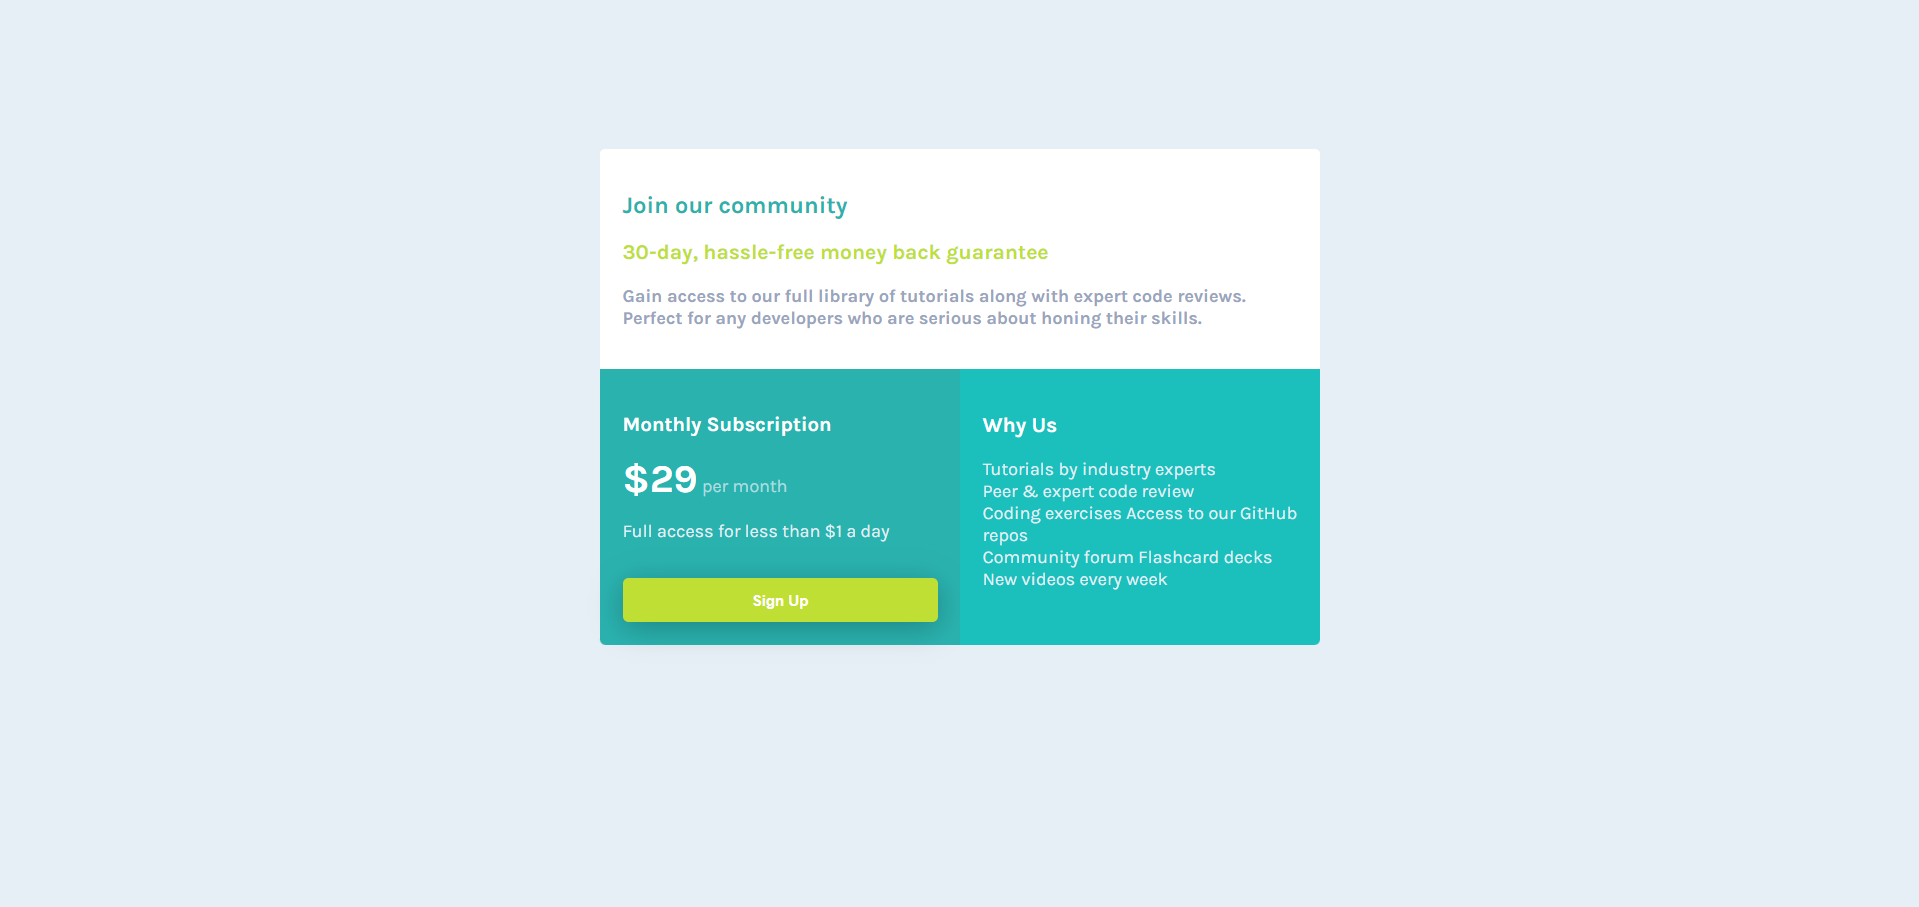 Join our community
30-day, hassle-free money back guarantee
Gain access to our full library of tutorials along with expert code reviews.
Perfect for any developers who are serious about honing their skills.
Monthly Subscription
$29 per month
Full access for less than $1 a day
Sign Up
Why Us
Tutorials by industry experts
Peer & expert code review
Coding exercises Access to our GitHub
repos
Community forum Flashcard decks
New videos every week